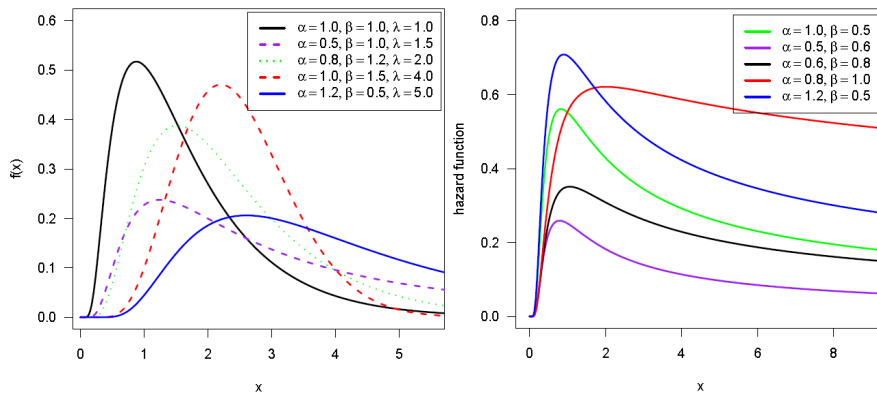 α = 1.0, β = 1.0, λ = 1.0
α = 0.5, β = 1.0, λ = 1.5
α = 0.8, β = 1.2, λ = 2.0
α = 1.0, β = 1.5, λ = 4.0
α = 1.2, β = 0.5, λ = 5.0
0.6
0.5
0.4
0.3
0.2
0.1
0.0
f(x)
0 1 2 3 4 5
x
α = 1.0, β = 0.5
α = 0.5, β = 0.6
α = 0.6, β = 0.8
α = 0.8, β = 1.0
α = 1.2, β = 0.5
0.8
0.6
0.4
0.2
0.0
hazard function
0 2 4 6 8
x